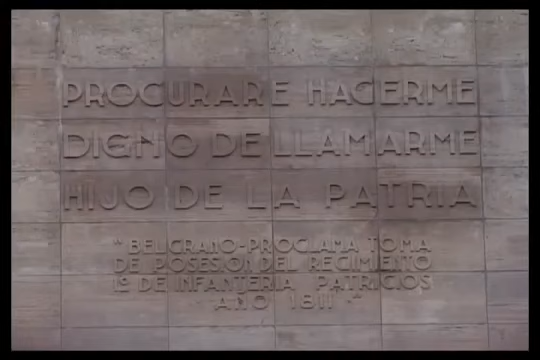 PROCURARE HACERME
DIGNO DE LLAMARME
HIJO DE LA PATRIA
"BELGRANO-PROCLAMA TOMA
DE POSESION DEL REGIMIENTO
1º DE INFANTERIA PATRICIOS
AÑO 1811"